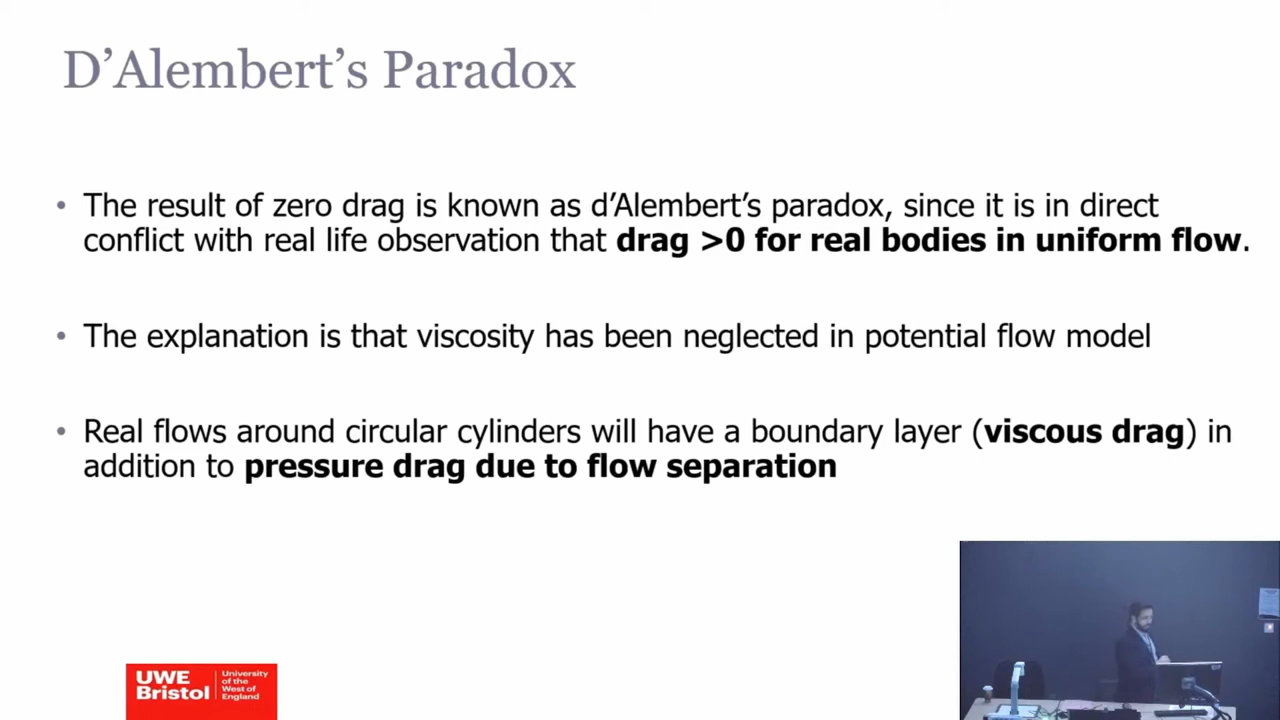 D’Alembert’s Paradox
• The result of zero drag is known as d’Alembert’s paradox, since it is in direct
conflict with real life observation that drag >0 for real bodies in uniform flow.
• The explanation is that viscosity has been neglected in potential flow model
• Real flows around circular cylinders will have a boundary layer (viscous drag) in
addition to pressure drag due to flow separation
UWE
Bristol
University
of the
West of
England